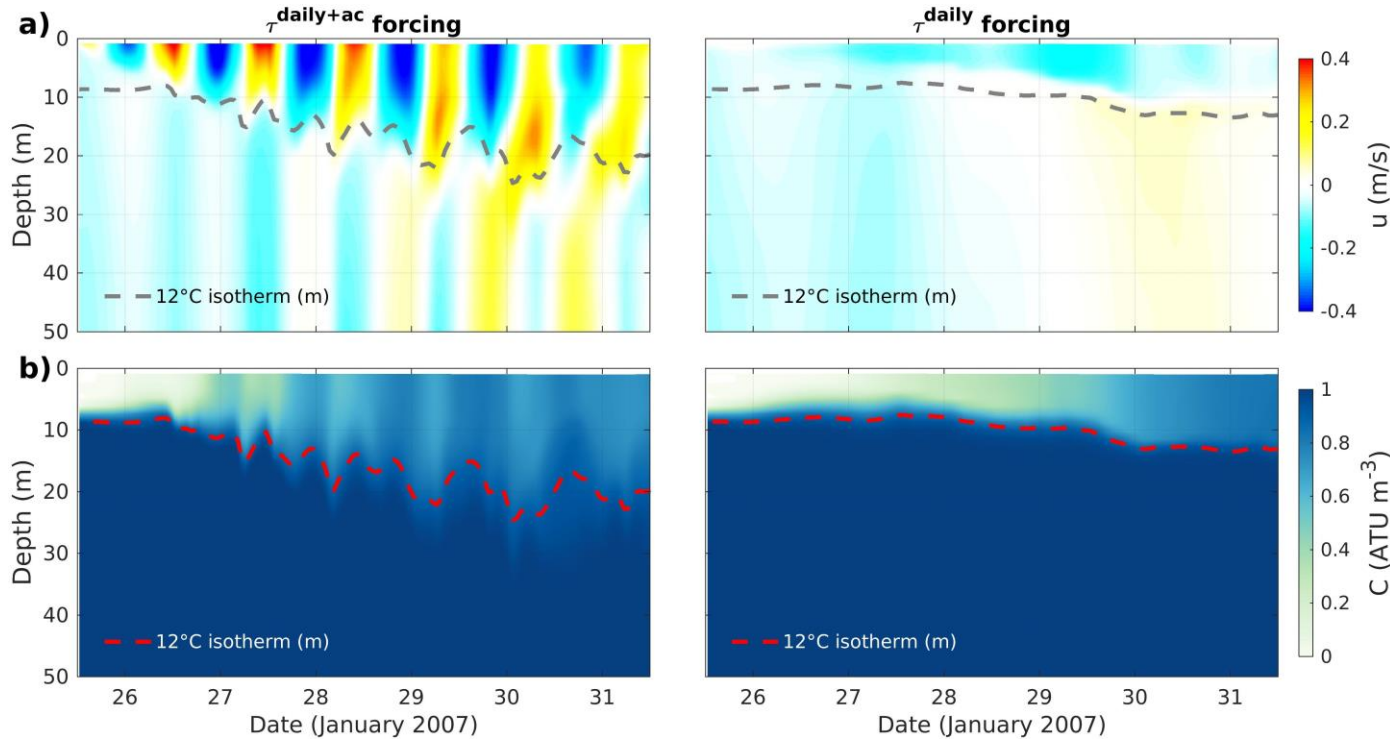 a)
τ^daily+ac forcing
τ^daily forcing
0
10
20
30
40
50
Depth (m)
12°C isotherm (m)
12°C isotherm (m)
0.4
0.2
0
-0.2
-0.4
u (m/s)
b)
0
10
20
30
40
50
Depth (m)
12°C isotherm (m)
12°C isotherm (m)
1
0.8
0.6
0.4
0.2
0
C (ATU m^-3)
26 27 28 29 30 31
26 27 28 29 30 31
Date (January 2007)
Date (January 2007)